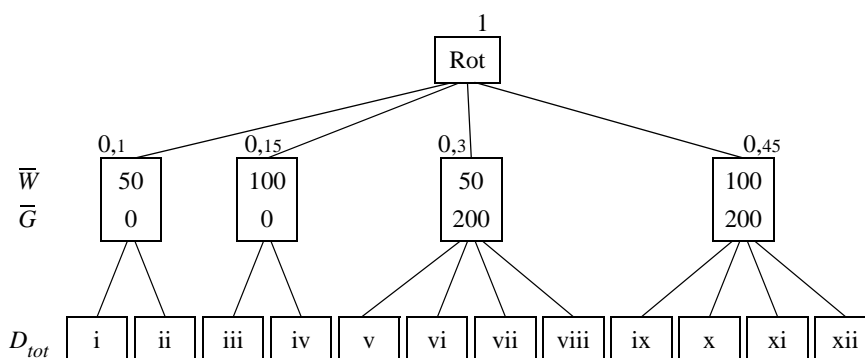 1
Rot
0,1 0,15 0,3 0,45
W̅ 50 100 50 100
G̅ 0 0 200 200
D_tot i ii iii iv v vi vii viii ix x xi xii